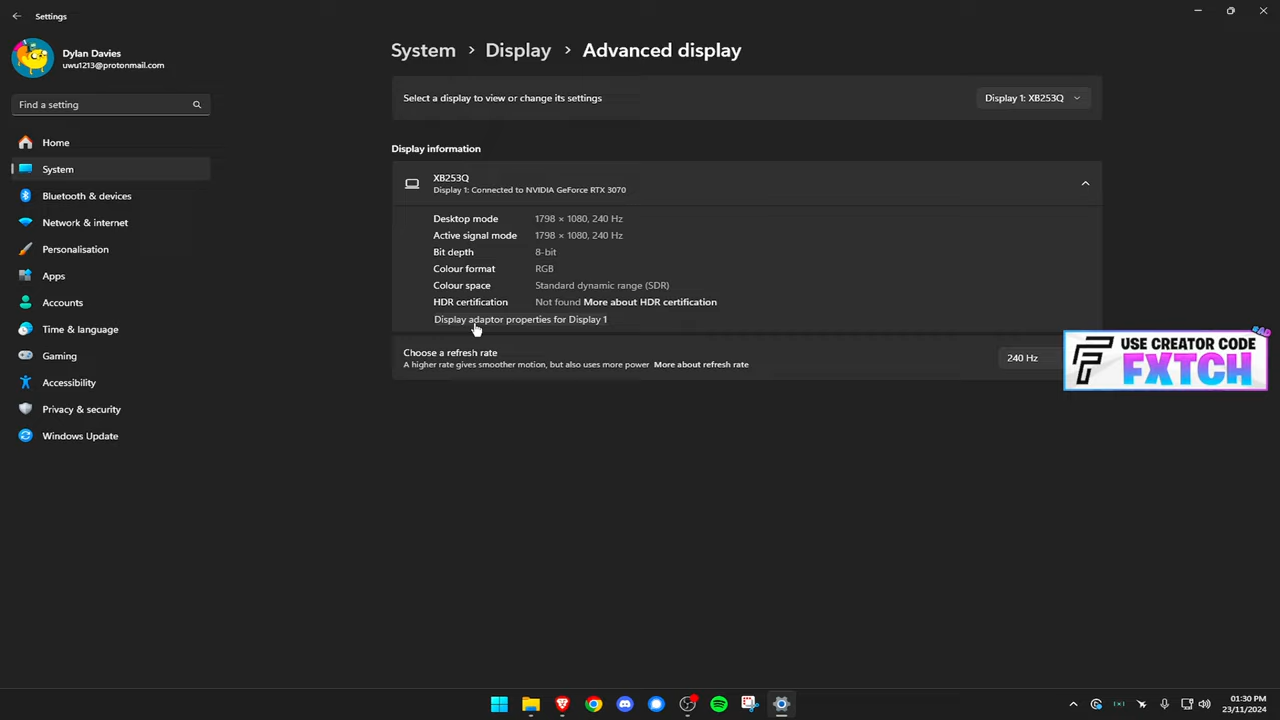 Settings
Dylan Davies
uwu1213@protonmail.com
Find a setting
Home
System
Bluetooth & devices
Network & internet
Personalisation
Apps
Accounts
Time & language
Gaming
Accessibility
Privacy & security
Windows Update
System > Display > Advanced display
Select a display to view or change its settings
Display 1: XB253Q
Display information
XB253Q
Display 1: Connected to NVIDIA GeForce RTX 3070
Desktop mode 1798 × 1080, 240 Hz
Active signal mode 1798 × 1080, 240 Hz
Bit depth 8-bit
Colour format RGB
Colour space Standard dynamic range (SDR)
HDR certification Not found More about HDR certification
Display adaptor properties for Display 1
Choose a refresh rate
A higher rate gives smoother motion, but also uses more power More about refresh rate
240 Hz
#AD
USE CREATOR CODE
FXTCH
01:30 PM
23/11/2024